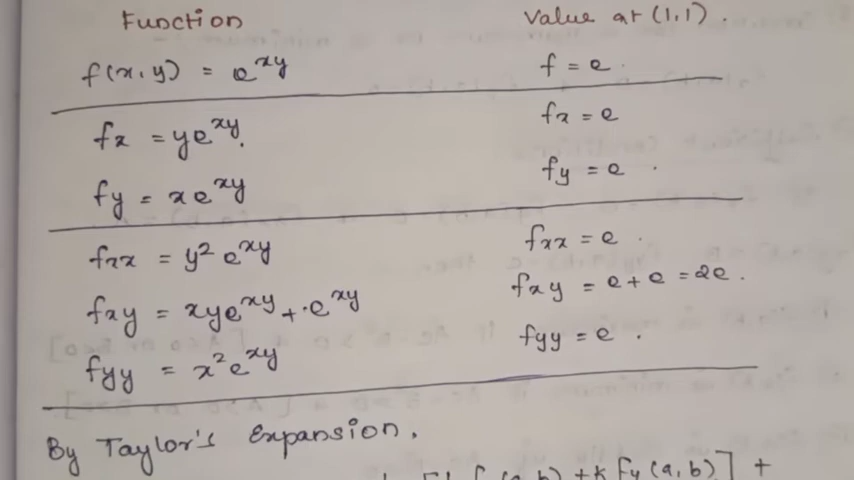 Function Value at (1,1).
f(x,y) = e^xy f = e.
fx = ye^xy. fx = e
fy = xe^xy fy = e.
fxx = y² e^xy fxx = e.
fxy = xye^xy + e^xy fxy = e + e = 2e.
fyy = x² e^xy fyy = e.
By Taylor's Expansion.
(a,b) + k fy (a,b)] +